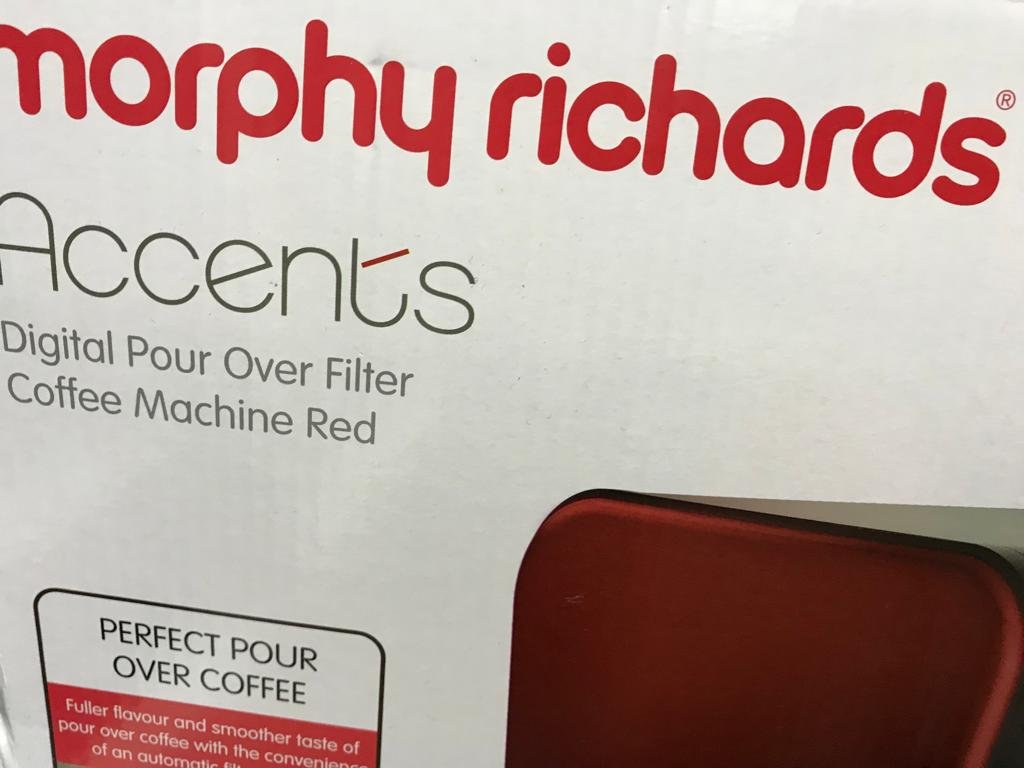 morphy richards®
Accents
Digital Pour Over Filter
Coffee Machine Red
PERFECT POUR
OVER COFFEE
Fuller flavour and smoother taste of
pour over coffee with the convenienc
of an automatic